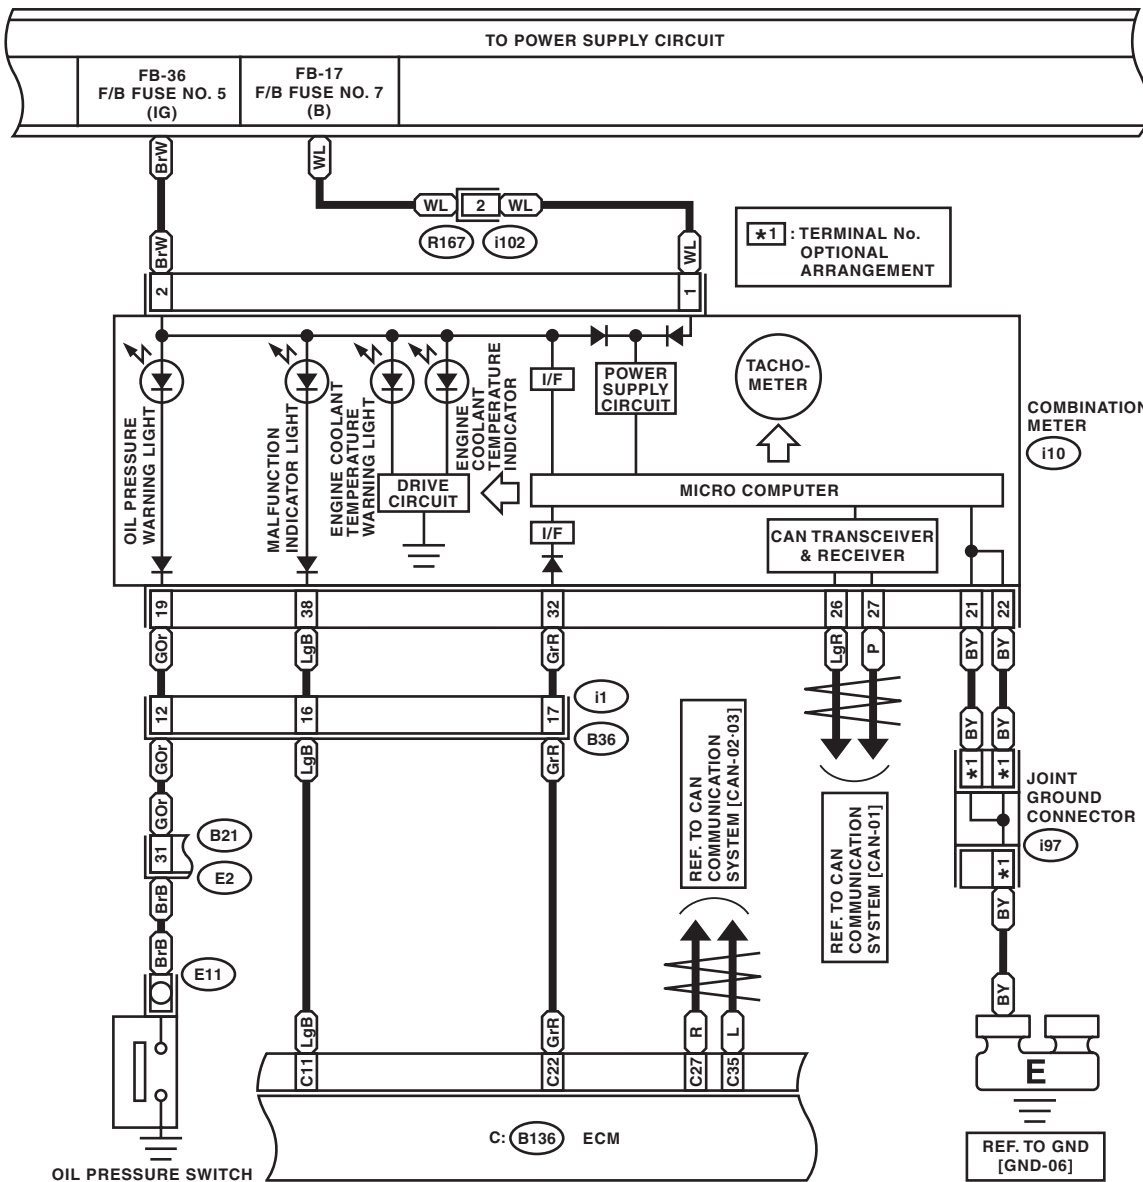 TO POWER SUPPLY CIRCUIT
FB-36
F/B FUSE NO. 5
(IG)
FB-17
F/B FUSE NO. 7
(B)
BrW
WL
WL
2
WL
R167
i102
BrW
WL
*1 : TERMINAL No.
OPTIONAL
ARRANGEMENT
2
1
OIL PRESSURE
WARNING LIGHT
MALFUNCTION
INDICATOR LIGHT
ENGINE COOLANT
TEMPERATURE
WARNING LIGHT
ENGINE
COOLANT
TEMPERATURE
INDICATOR
I/F
POWER
SUPPLY
CIRCUIT
TACHO-
METER
COMBINATION
METER
i10
DRIVE
CIRCUIT
MICRO COMPUTER
I/F
CAN TRANSCEIVER
& RECEIVER
19
38
32
26
27
21
22
GOr
LgB
GrR
LgR
P
BY
BY
12
16
17
i1
B36
GOr
LgB
GrR
BY
BY
*1
*1
JOINT
GROUND
CONNECTOR
i97
*1
BY
BY
GOr
31
B21
E2
BrB
BrB
E11
REF. TO CAN
COMMUNICATION
SYSTEM [CAN-02·03]
REF. TO CAN
COMMUNICATION
SYSTEM [CAN-01]
LgB
GrR
R
L
C11
C22
C27
C35
C: B136 ECM
E
REF. TO GND
[GND-06]
OIL PRESSURE SWITCH